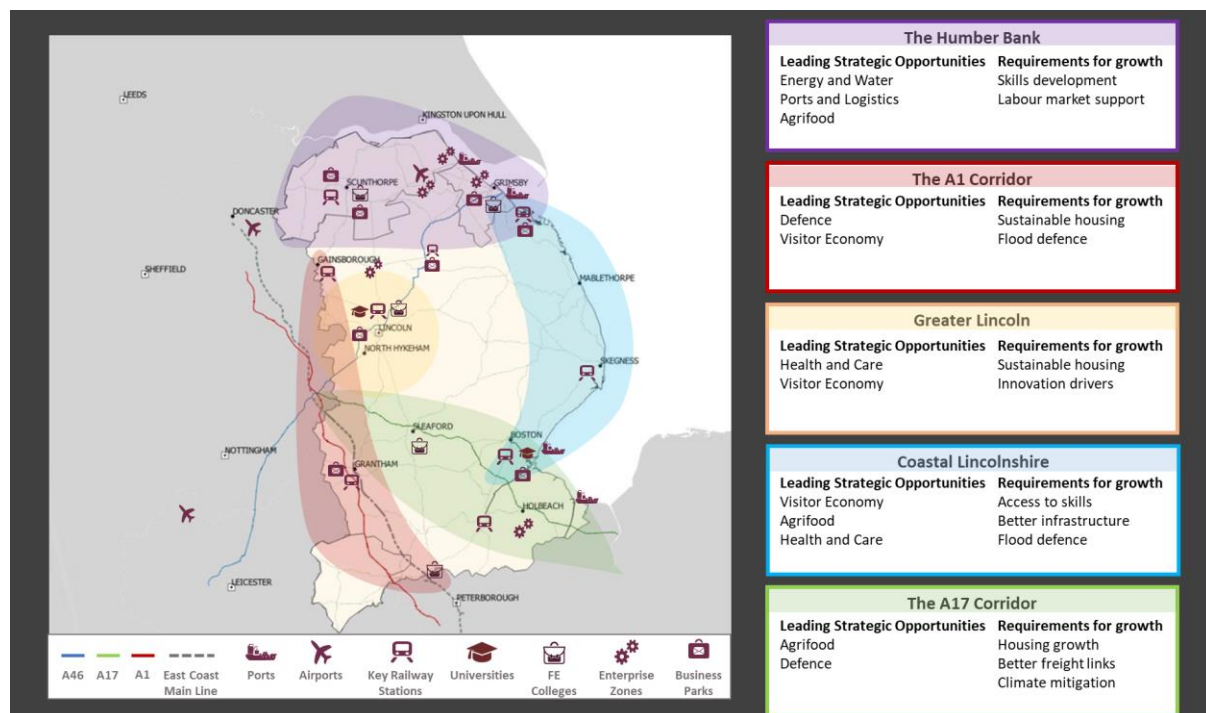 LEEDS
KINGSTON UPON HULL
SCUNTHORPE
GRIMSBY
DONCASTER
GAINSBOROUGH
SHEFFIELD
MABLETHORPE
LINCOLN
NORTH HYKEHAM
SKEGNESS
SLEAFORD
BOSTON
NOTTINGHAM
GRANTHAM
HOLBEACH
LEICESTER
PETERBOROUGH
A46
A17
A1
East Coast
Main Line
Ports
Airports
Key Railway
Stations
Universities
FE
Colleges
Enterprise
Zones
Business
Parks
The Humber Bank
Leading Strategic Opportunities Requirements for growth
Energy and Water Skills development
Ports and Logistics Labour market support
Agrifood
The A1 Corridor
Leading Strategic Opportunities Requirements for growth
Defence Sustainable housing
Visitor Economy Flood defence
Greater Lincoln
Leading Strategic Opportunities Requirements for growth
Health and Care Sustainable housing
Visitor Economy Innovation drivers
Coastal Lincolnshire
Leading Strategic Opportunities Requirements for growth
Visitor Economy Access to skills
Agrifood Better infrastructure
Health and Care Flood defence
The A17 Corridor
Leading Strategic Opportunities Requirements for growth
Agrifood Housing growth
Defence Better freight links
Climate mitigation